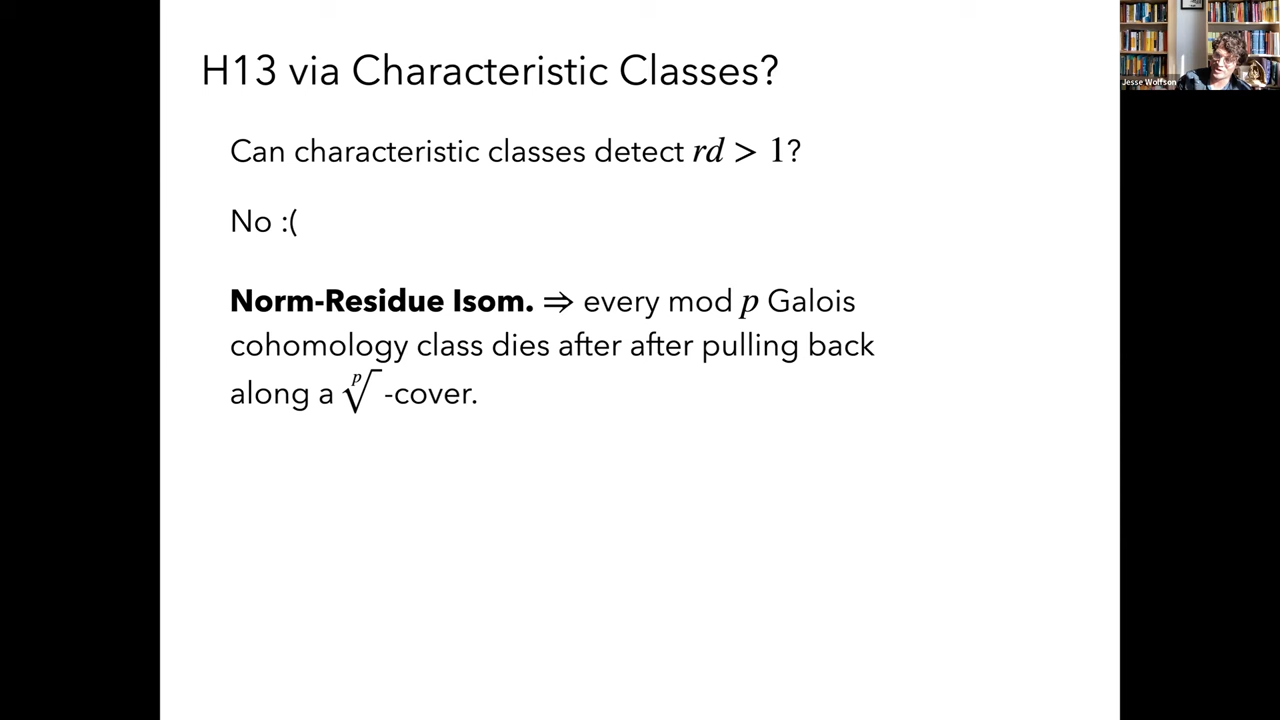 H13 via Characteristic Classes?
Jesse Wolfson
Can characteristic classes detect rd > 1?
No :(
Norm-Residue Isom. ⇒ every mod p Galois
cohomology class dies after after pulling back
along a ᵖ√ -cover.